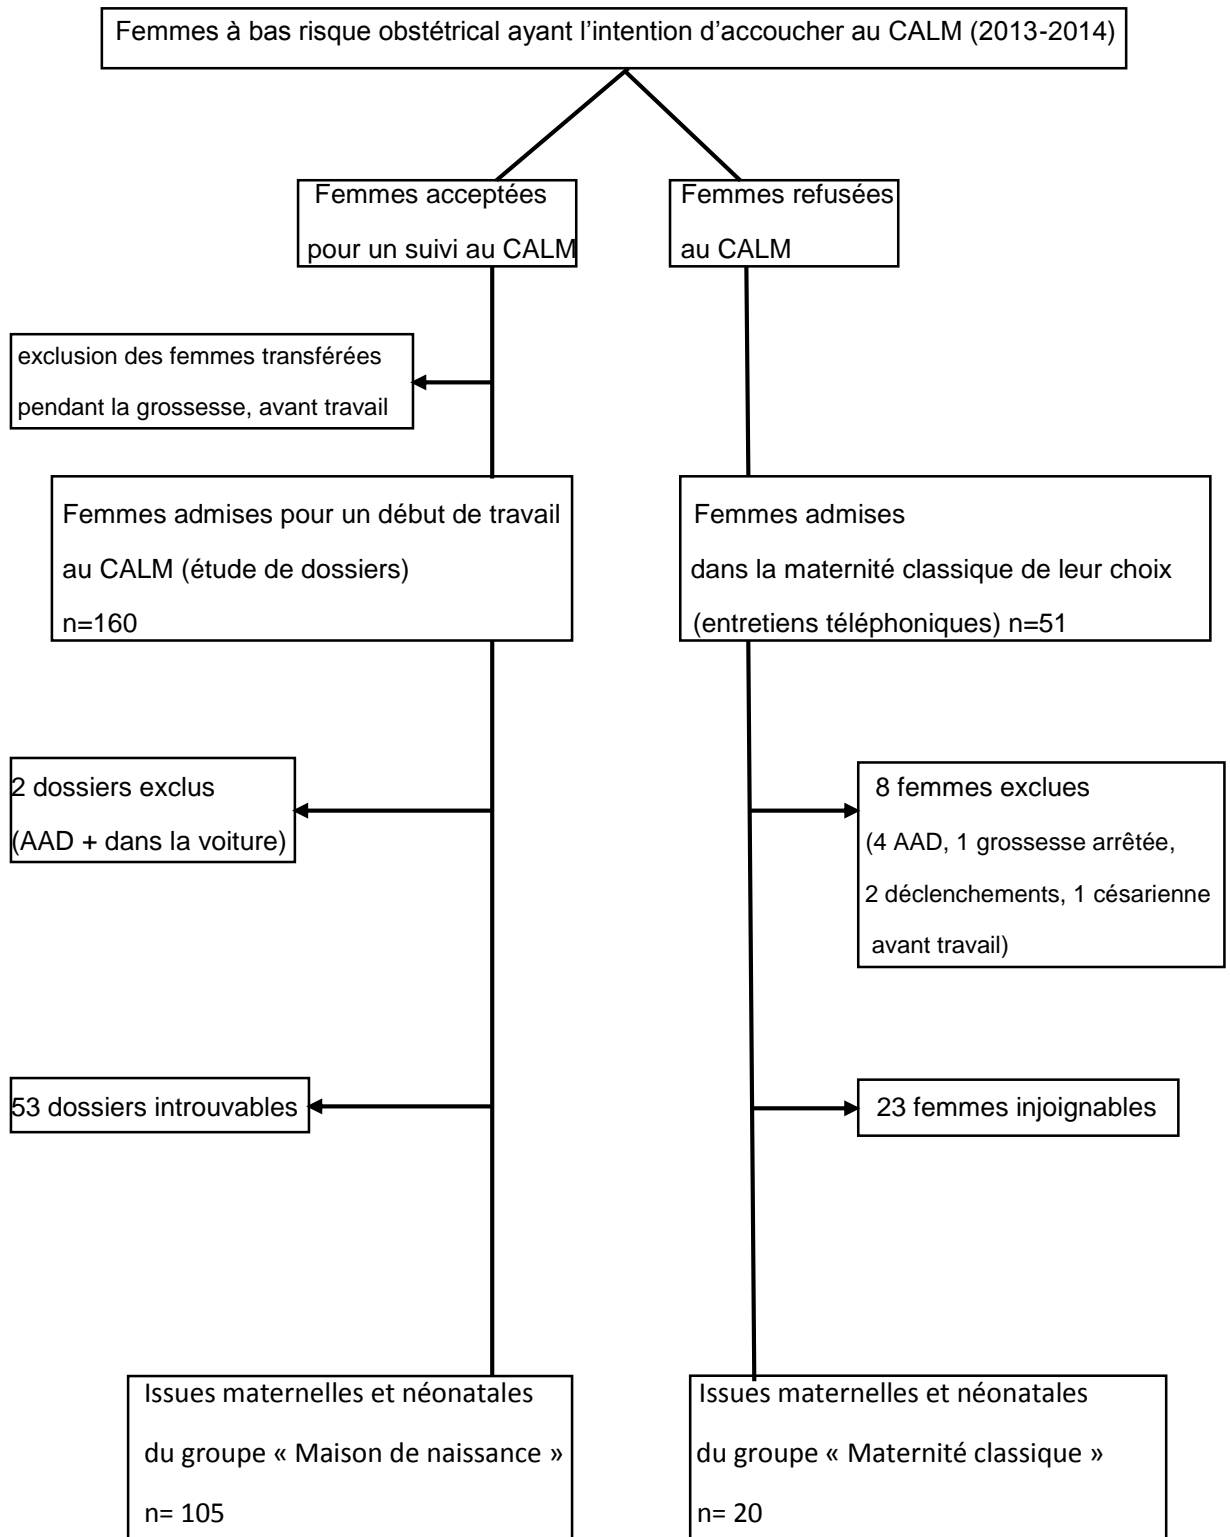 Femmes à bas risque obstétrical ayant l’intention d’accoucher au CALM (2013-2014)
Femmes acceptées
pour un suivi au CALM
Femmes refusées
au CALM
exclusion des femmes transférées
pendant la grossesse, avant travail
Femmes admises pour un début de travail
au CALM (étude de dossiers)
n=160
Femmes admises
dans la maternité classique de leur choix
(entretiens téléphoniques) n=51
2 dossiers exclus
(AAD + dans la voiture)
8 femmes exclues
(4 AAD, 1 grossesse arrêtée,
2 déclenchements, 1 césarienne
avant travail)
53 dossiers introuvables
23 femmes injoignables
Issues maternelles et néonatales
du groupe « Maison de naissance »
n= 105
Issues maternelles et néonatales
du groupe « Maternité classique »
n= 20